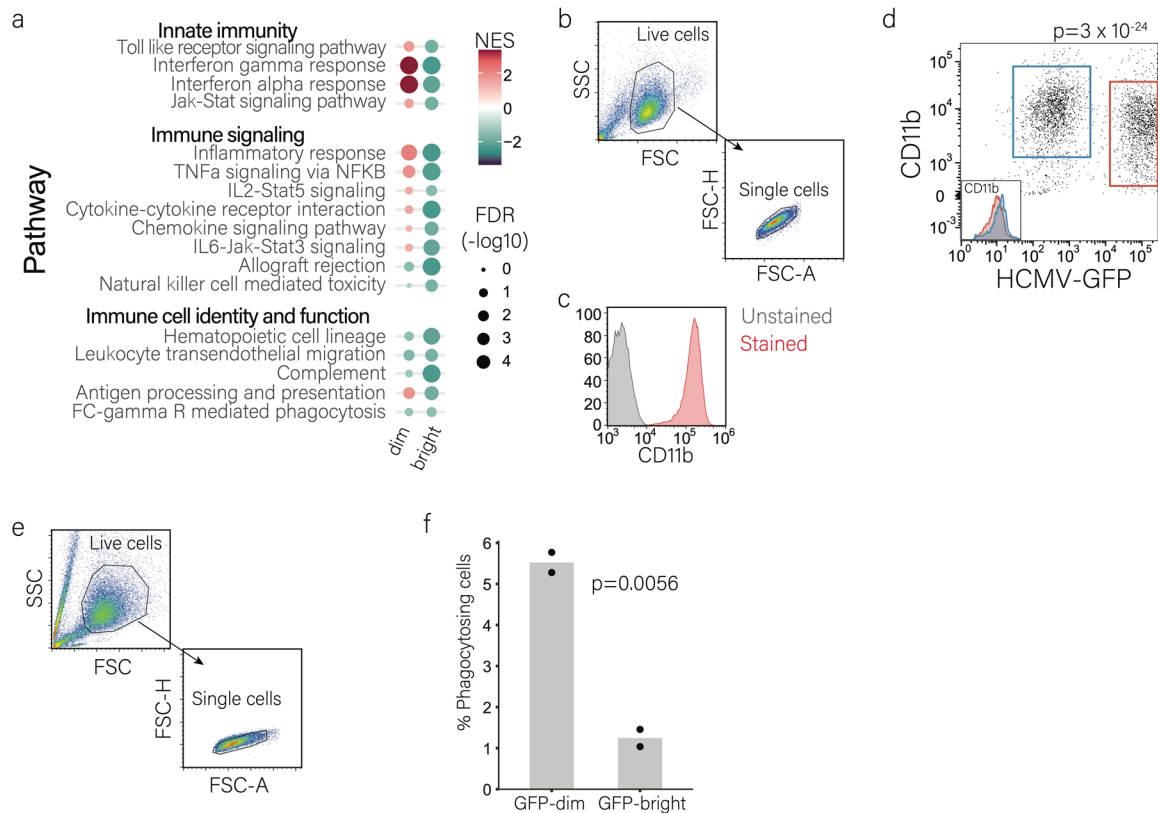 a
Innate immunity
Toll like receptor signaling pathway
Interferon gamma response
Interferon alpha response
Jak-Stat signaling pathway
Immune signaling
Inflammatory response
TNFa signaling via NFKB
IL2-Stat5 signaling
Cytokine-cytokine receptor interaction
Chemokine signaling pathway
IL6-Jak-Stat3 signaling
Allograft rejection
Natural killer cell mediated toxicity
Immune cell identity and function
Hematopoietic cell lineage
Leukocyte transendothelial migration
Complement
Antigen processing and presentation
FC-gamma R mediated phagocytosis
Pathway
dim
bright
NES
2
0
−2
FDR
(-log10)
0
1
2
3
4
b
Live cells
SSC
FSC
Single cells
FSC-H
FSC-A
c
100
80
60
40
20
0
10³
10⁴
10⁵
10⁶
CD11b
Unstained
Stained
d
p=3 x 10⁻²⁴
10⁵
10⁴
10³
0
10⁻³
CD11b
CD11b
10⁰
10¹
10²
10³
10⁴
10⁵
HCMV-GFP
e
Live cells
SSC
FSC
Single cells
FSC-H
FSC-A
f
% Phagocytosing cells
6
5
4
3
2
1
0
p=0.0056
GFP-dim
GFP-bright